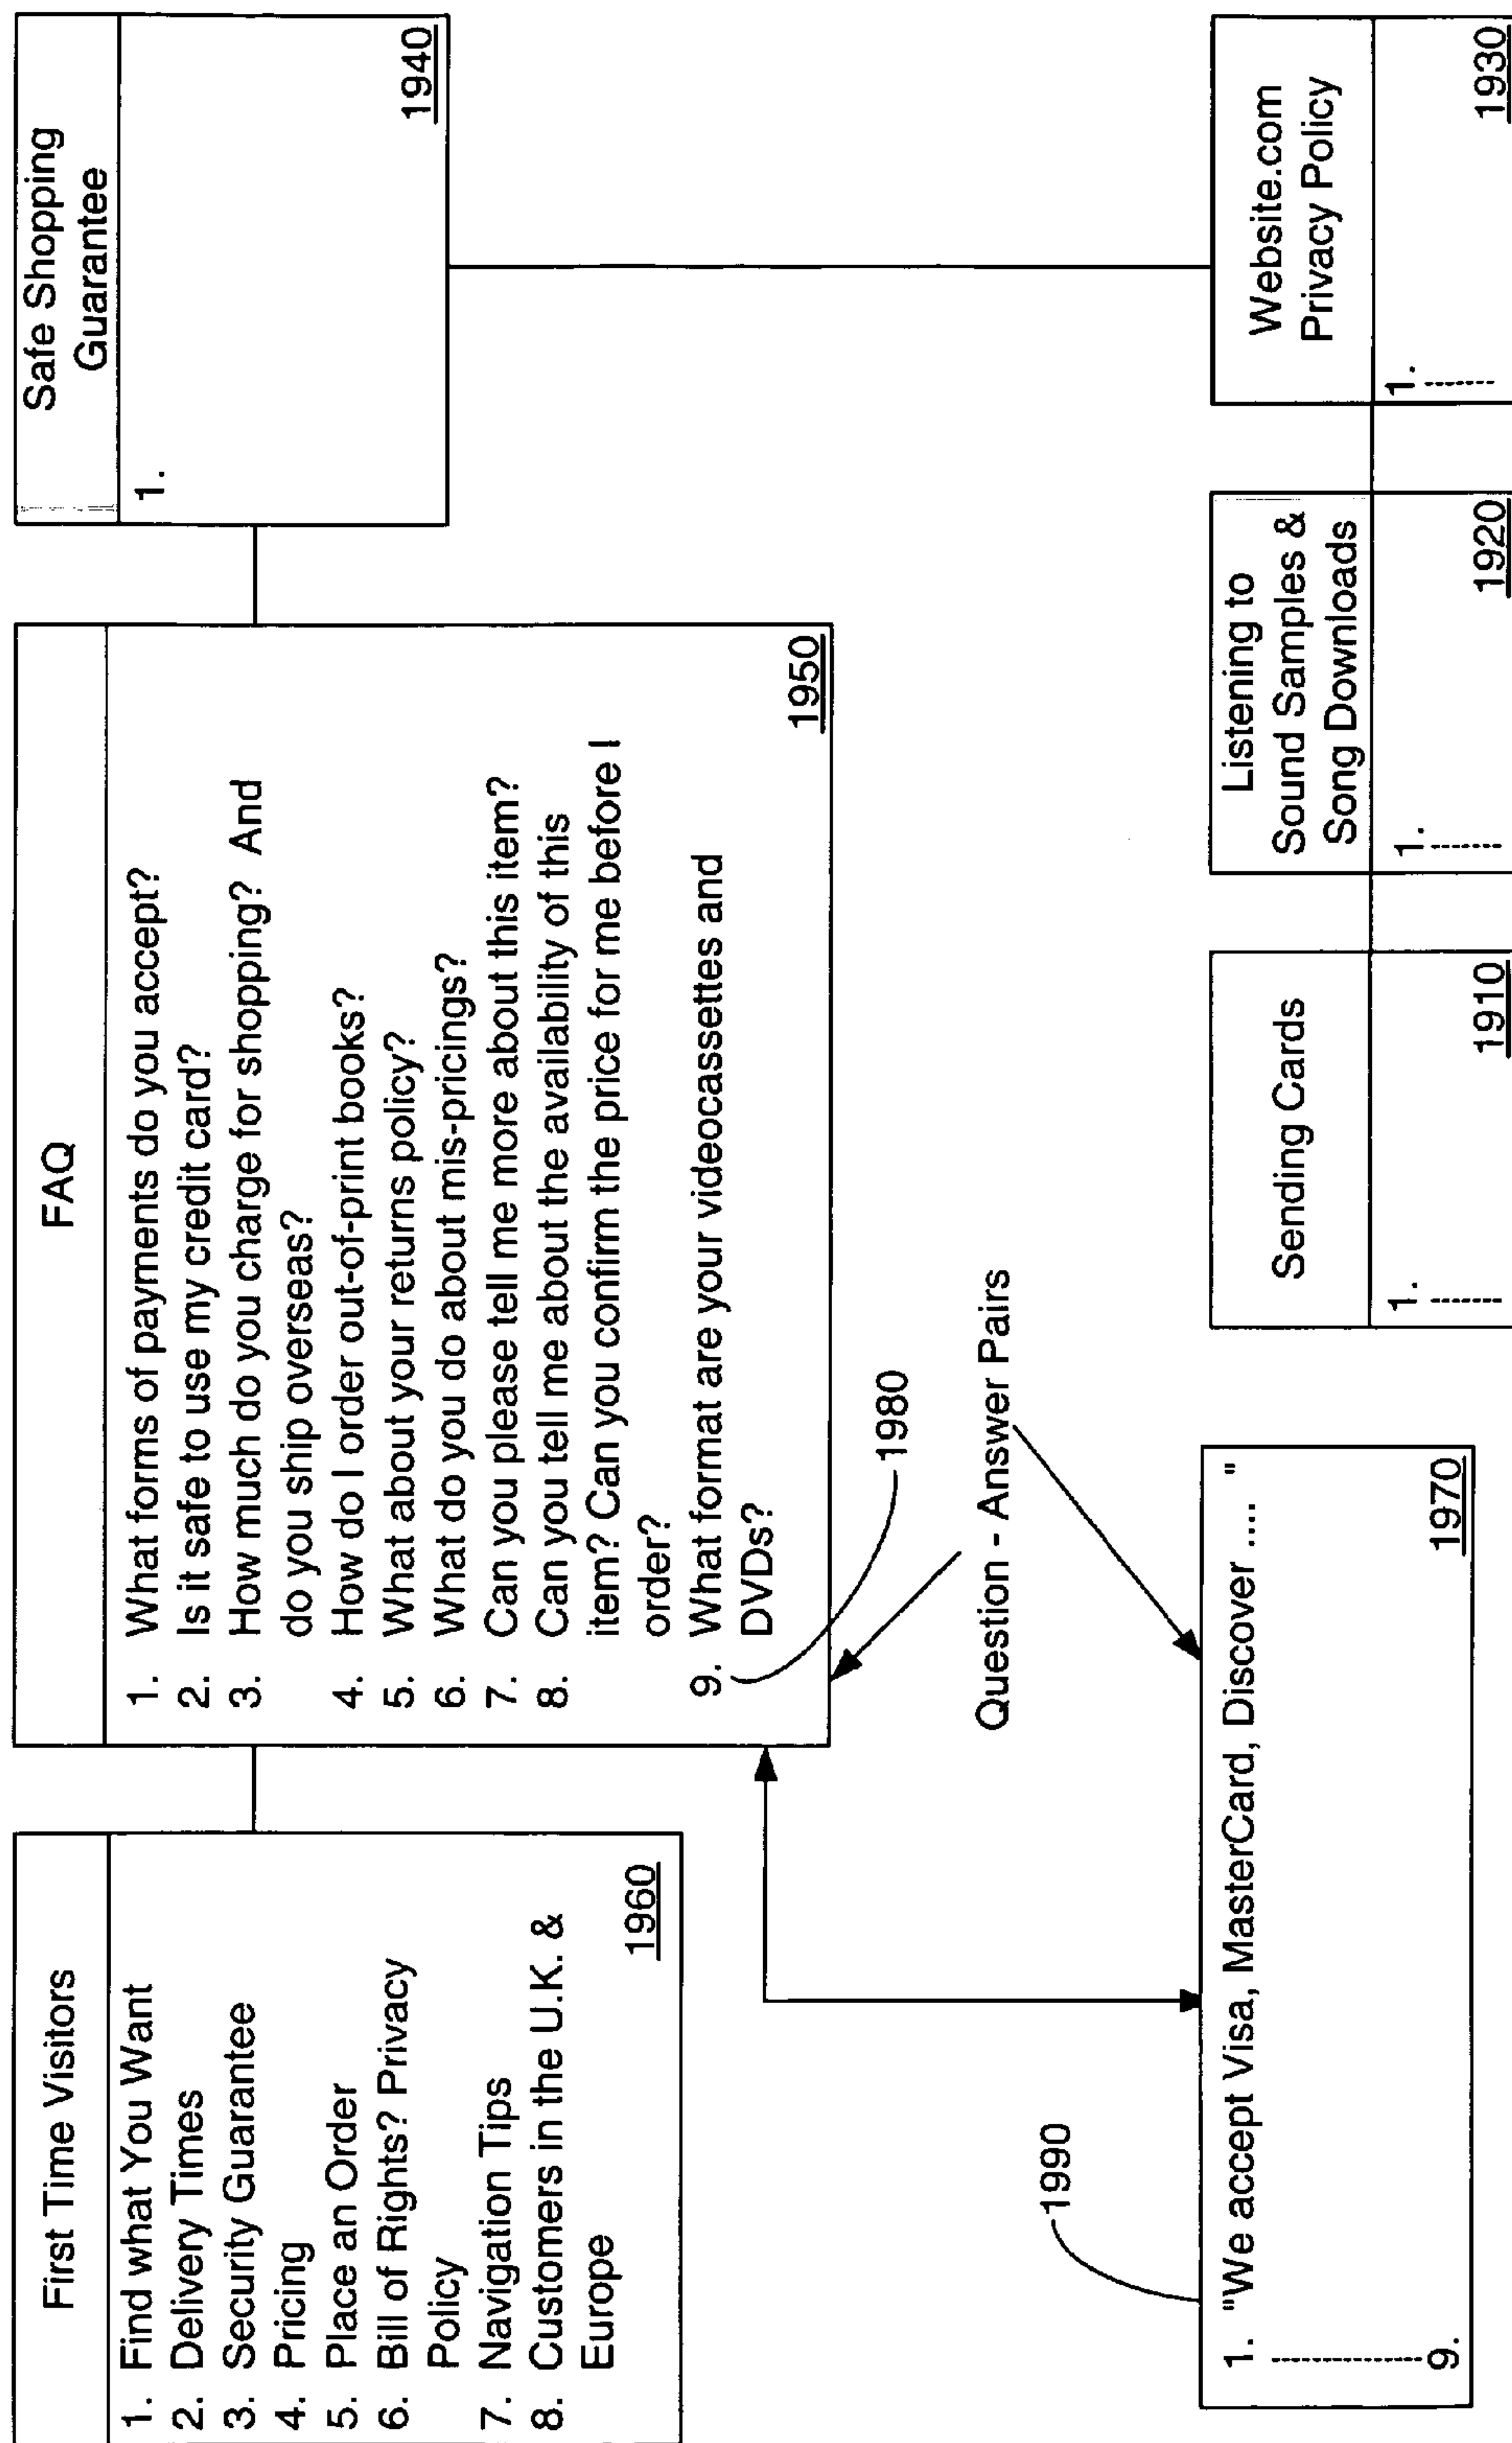 First Time Visitors
1. Find what You Want
2. Delivery Times
3. Security Guarantee
4. Pricing
5. Place an Order
6. Bill of Rights? Privacy
Policy
7. Navigation Tips
8. Customers in the U.K. &
Europe
1960
FAQ
1. What forms of payments do you accept?
2. Is it safe to use my credit card?
3. How much do you charge for shopping? And
do you ship overseas?
4. How do I order out-of-print books?
5. What about your returns policy?
6. What do you do about mis-pricings?
7. Can you please tell me more about this item?
8. Can you tell me about the availability of this
item? Can you confirm the price for me before I
order?
9. What format are your videocassettes and
DVDs?
1950
Safe Shopping
Guarantee
1.
1940
1980
Question - Answer Pairs
1990
1. "We accept Visa, MasterCard, Discover .... "
9.
1970
Sending Cards
1.
1910
Listening to
Sound Samples &
Song Downloads
1.
1920
Website.com
Privacy Policy
1.
1930